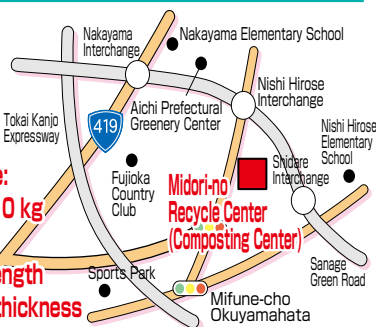 Nakayama
Interchange
Nakayama Elementary School
Nishi Hirose
Interchange
Tokai Kanjo
Expressway
419
Aichi Prefectural
Greenery Center
Nishi Hirose
Elementary
School
Shidare
Interchange
Fujioka
Country
Club
Midori-no
Recycle Center
(Composting Center)
e:
0 kg
ength
thickness
Sports Park
Sanage
Green Road
Mifune-cho
Okuyamahata